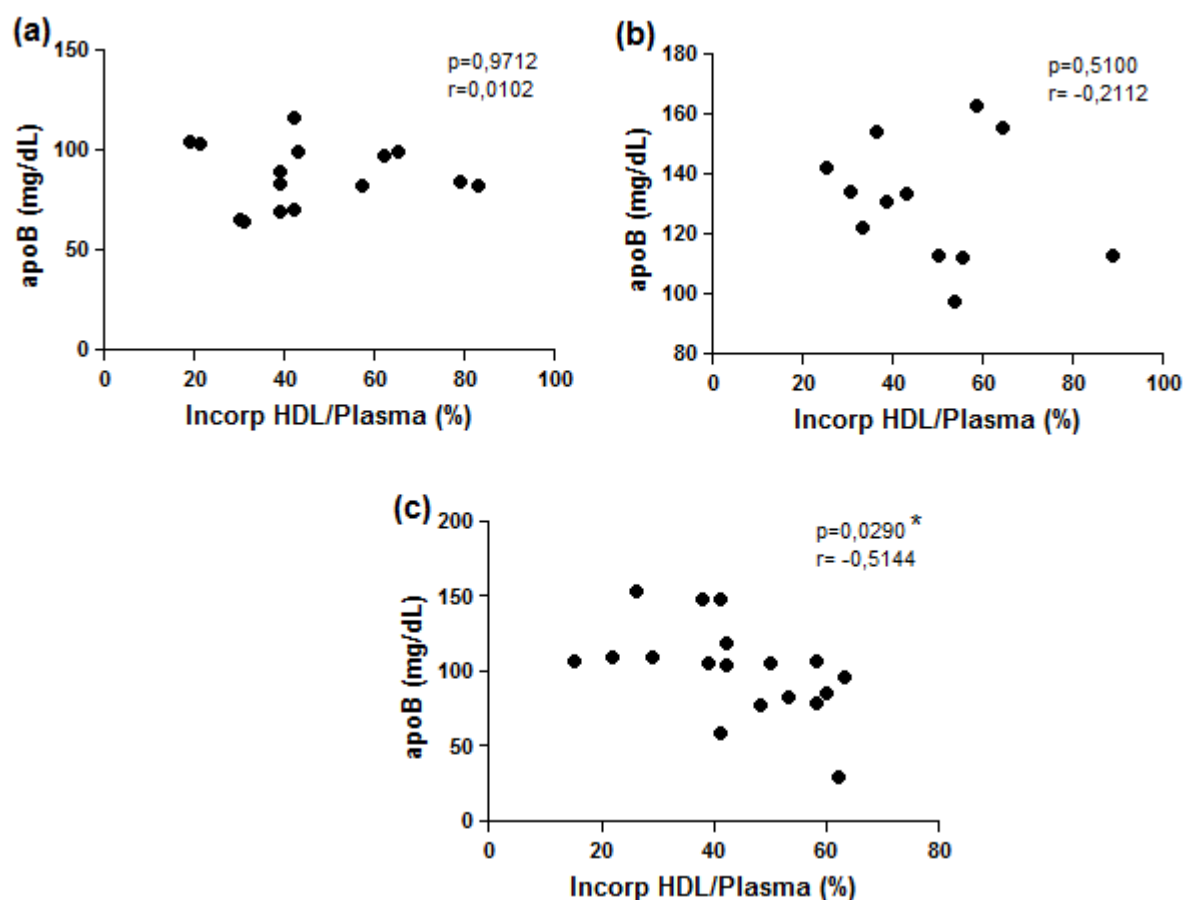 (a)
p=0,9712
r=0,0102
150
100
50
0
apoB (mg/dL)
0 20 40 60 80 100
Incorp HDL/Plasma (%)
(b)
p=0,5100
r= -0,2112
180
160
140
120
100
80
apoB (mg/dL)
0 20 40 60 80 100
Incorp HDL/Plasma (%)
(c)
p=0,0290 *
r= -0,5144
200
150
100
50
0
apoB (mg/dL)
0 20 40 60 80
Incorp HDL/Plasma (%)